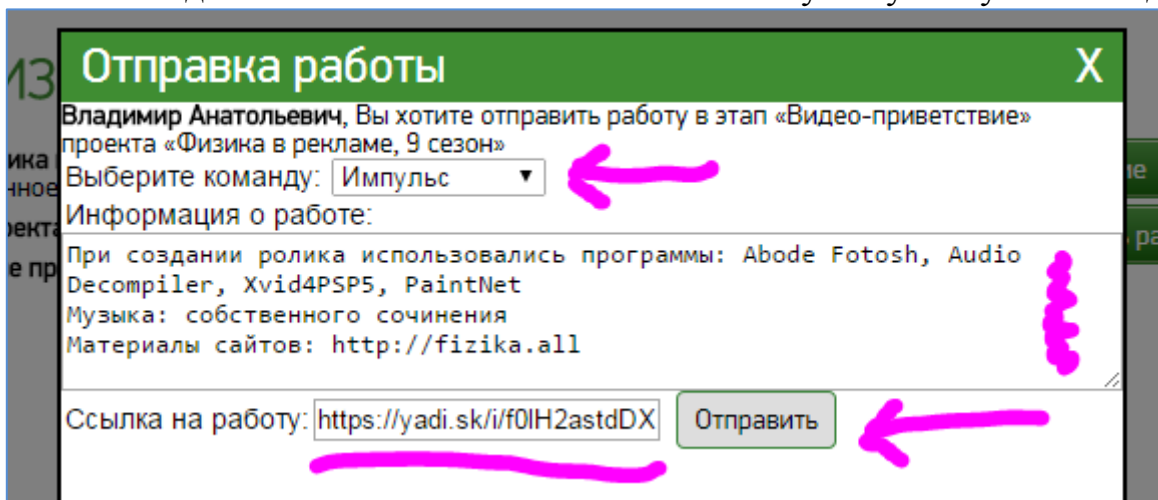 Отправка работы X
Владимир Анатольевич, Вы хотите отправить работу в этап «Видео-приветствие»
проекта «Физика в рекламе, 9 сезон»
Выберите команду: Импульс
Информация о работе:
При создании ролика использовались программы: Abode Fotosh, Audio
Decompiler, Xvid4PSP5, PaintNet
Музыка: собственного сочинения
Материалы сайтов: http://fizika.all
Ссылка на работу: https://yadi.sk/i/f0lH2astdDX Отправить